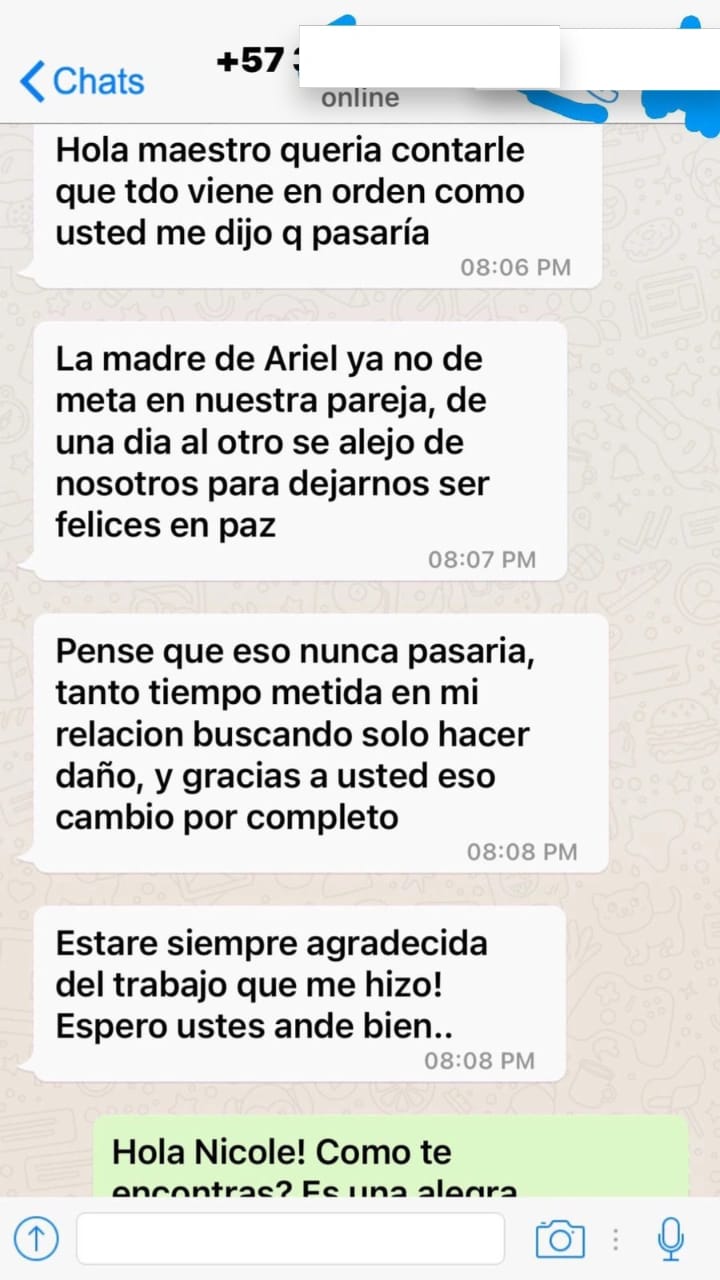 Chats
+57
online
Hola maestro queria contarle
que tdo viene en orden como
usted me dijo q pasaría
08:06 PM
La madre de Ariel ya no de
meta en nuestra pareja, de
una dia al otro se alejo de
nosotros para dejarnos ser
felices en paz
08:07 PM
Pense que eso nunca pasaria,
tanto tiempo metida en mi
relacion buscando solo hacer
daño, y gracias a usted eso
cambio por completo
08:08 PM
Estare siempre agradecida
del trabajo que me hizo!
Espero ustes ande bien..
08:08 PM
Hola Nicole! Como te
encontras? Es una alegra